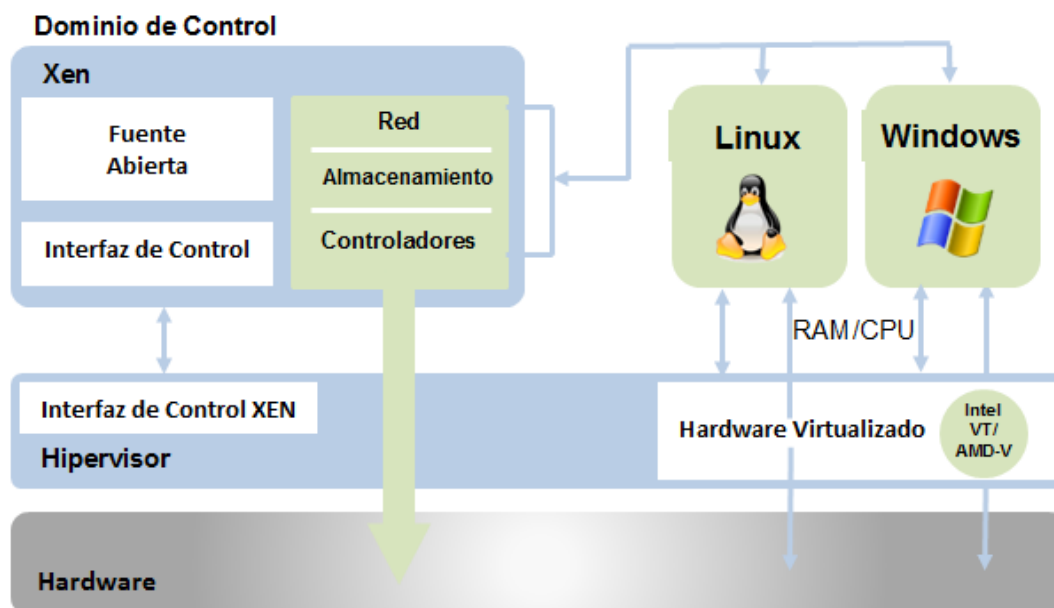 Dominio de Control
Xen
Fuente
Abierta
Interfaz de Control
Red
Almacenamiento
Controladores
Linux
Windows
RAM/CPU
Interfaz de Control XEN
Hipervisor
Hardware Virtualizado
Intel
VT/
AMD-V
Hardware